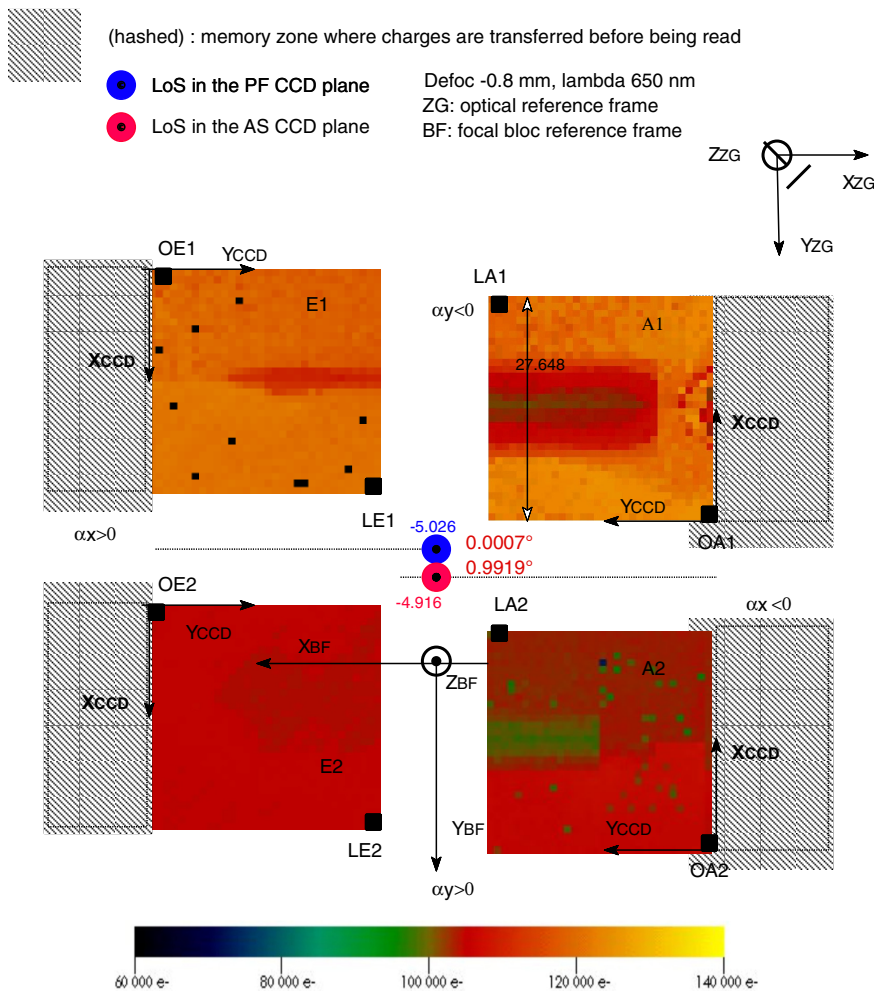 (hashed) : memory zone where charges are transferred before being read
LoS in the PF CCD plane
Defoc -0.8 mm, lambda 650 nm
ZG: optical reference frame
LoS in the AS CCD plane
BF: focal bloc reference frame
ZZG
XZG
YZG
OE1
YCCD
E1
XCCD
LE1
αx>0
LA1
αy<0
A1
27.648
XCCD
YCCD
OA1
-5.026
0.0007°
0.9919°
-4.916
OE2
YCCD
XBF
ZBF
XCCD
E2
LE2
YBF
αy>0
LA2
αx <0
A2
XCCD
YCCD
OA2
60 000 e-
80 000 e-
100 000 e-
120 000 e-
140 000 e-